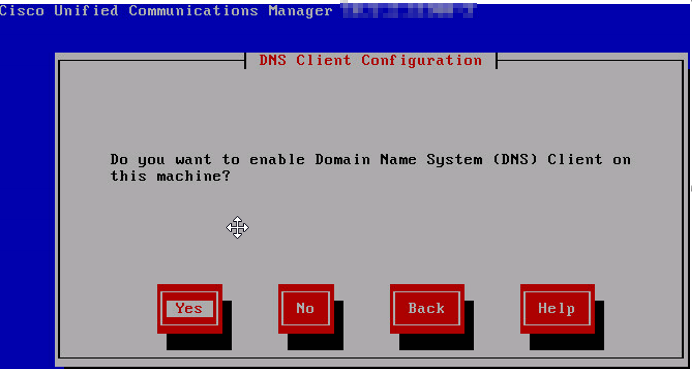 Cisco Unified Communications Manager
DNS Client Configuration
Do you want to enable Domain Name System (DNS) Client on
this machine?
Yes No Back Help